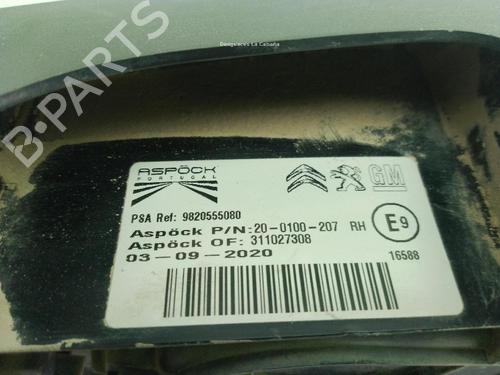 Desguaces La Cabaña
B-Parts
ASPÖCK
PORTUGAL
GM
PSA Ref: 9820555080
Aspöck P/N: 20-0100-207 RH
E9
Aspöck OF: 311027308
03-09-2020
16588